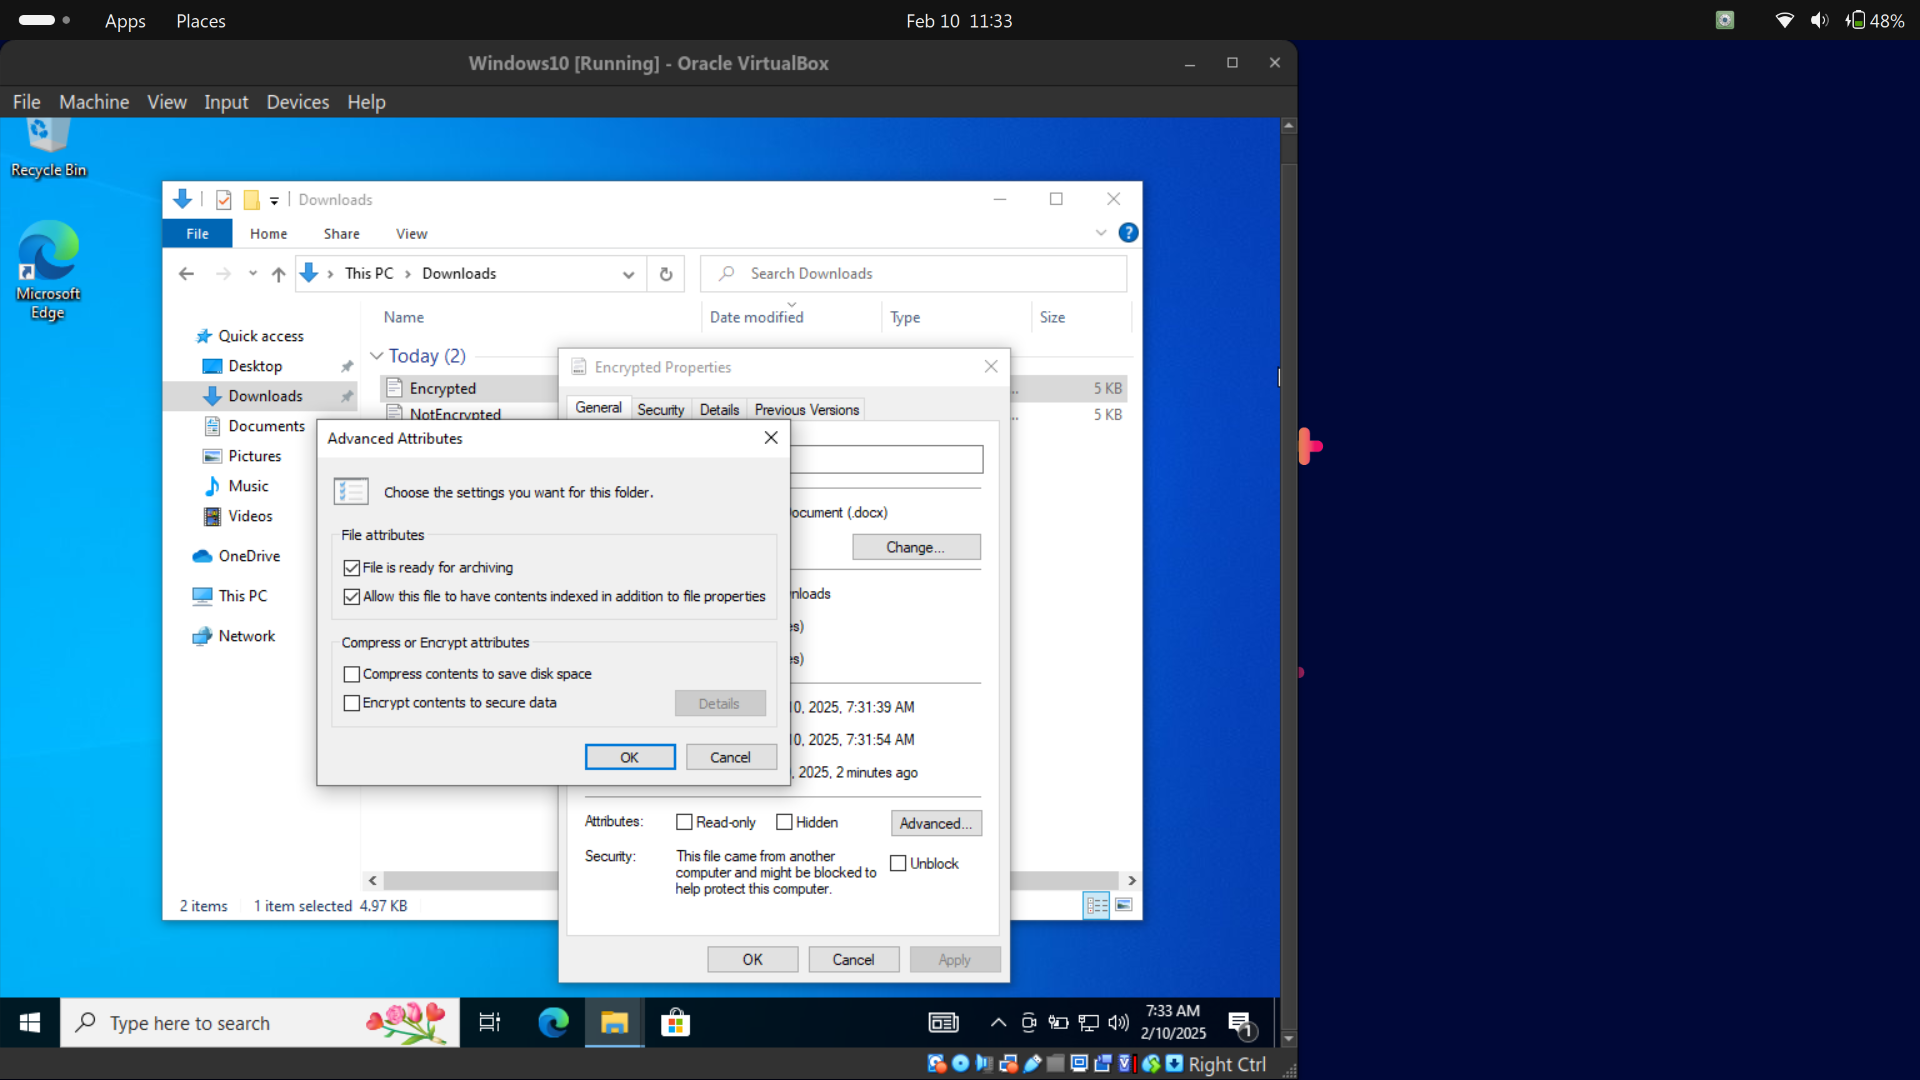 Apps Places Feb 10 11:33 48%
Windows10 [Running] - Oracle VirtualBox
File Machine View Input Devices Help
Recycle Bin
Microsoft
Edge
Downloads
File Home Share View
This PC Downloads Search Downloads
Name Date modified Type Size
Quick access
Desktop
Downloads
Documents
Pictures
Music
Videos
OneDrive
This PC
Network
Today (2)
Encrypted 5 KB
NotEncrypted 5 KB
Encrypted Properties
General Security Details Previous Versions
Advanced Attributes
Choose the settings you want for this folder.
File attributes
File is ready for archiving
Allow this file to have contents indexed in addition to file properties
Compress or Encrypt attributes
Compress contents to save disk space
Encrypt contents to secure data Details
OK Cancel
(.docx)
Change...
10, 2025, 7:31:39 AM
10, 2025, 7:31:54 AM
, 2025, 2 minutes ago
Attributes: Read-only Hidden Advanced...
Security: This file came from another
computer and might be blocked to
help protect this computer. Unblock
OK Cancel Apply
2 items 1 item selected 4.97 KB
Type here to search
7:33 AM
2/10/2025
1
Right Ctrl